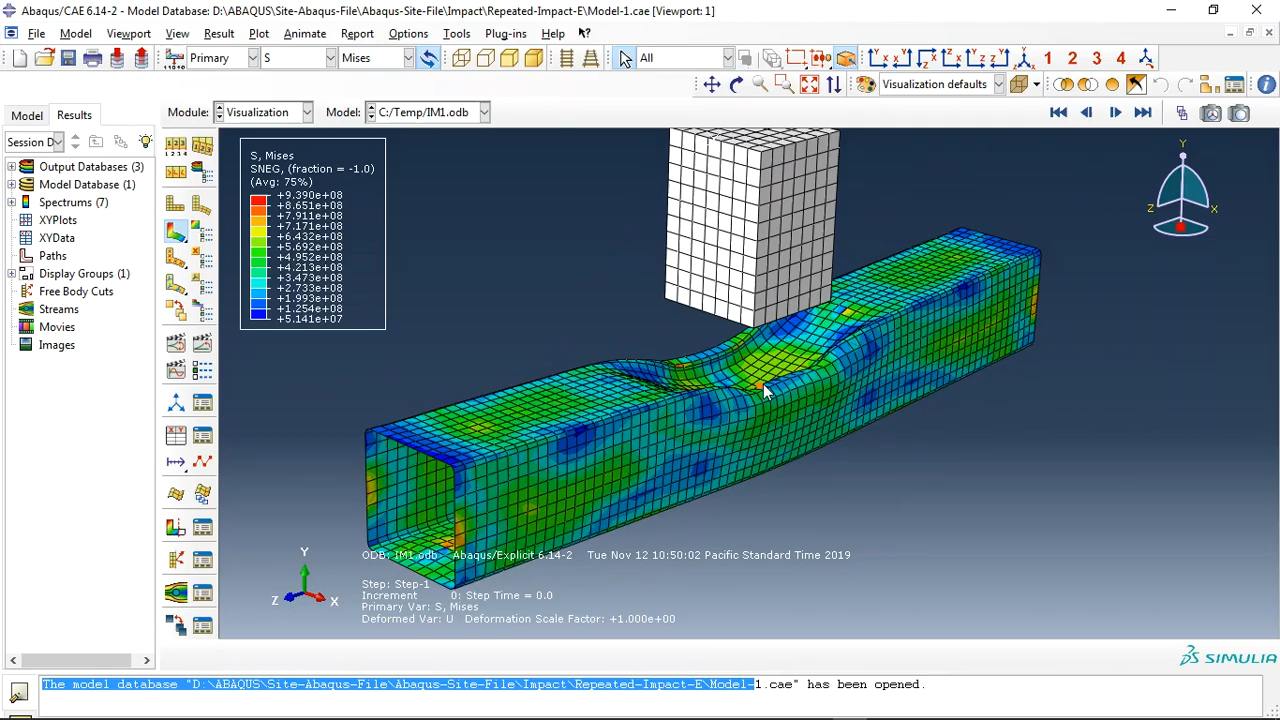 Abaqus/CAE 6.14-2 - Model Database: D:\ABAQUS\Site-Abaqus-File\Abaqus-Site-File\Impact\Repeated-Impact-E\Model-1.cae [Viewport: 1]
File Model Viewport View Result Plot Animate Report Options Tools Plug-ins Help
Primary S Mises All 1 2 3 4
Visualization defaults
Model Results Module: Visualization Model: C:/Temp/IM1.odb
Session D
Output Databases (3)
Model Database (1)
Spectrums (7)
XYPlots
XYData
Paths
Display Groups (1)
Free Body Cuts
Streams
Movies
Images
S, Mises
SNEG, (fraction = -1.0)
(Avg: 75%)
+9.390e+08
+8.651e+08
+7.911e+08
+7.171e+08
+6.432e+08
+5.692e+08
+4.952e+08
+4.213e+08
+3.473e+08
+2.733e+08
+1.993e+08
+1.254e+08
+5.141e+07
Y
Z X
Y
Z X
ODB: IM1.odb Abaqus/Explicit 6.14-2 Tue Nov 12 10:50:02 Pacific Standard Time 2019
Step: Step-1
Increment 0: Step Time = 0.0
Primary Var: S, Mises
Deformed Var: U Deformation Scale Factor: +1.000e+00
SIMULIA
The model database "D:\ABAQUS\Site-Abaqus-File\Abaqus-Site-File\Impact\Repeated-Impact-E\Model-1.cae" has been opened.